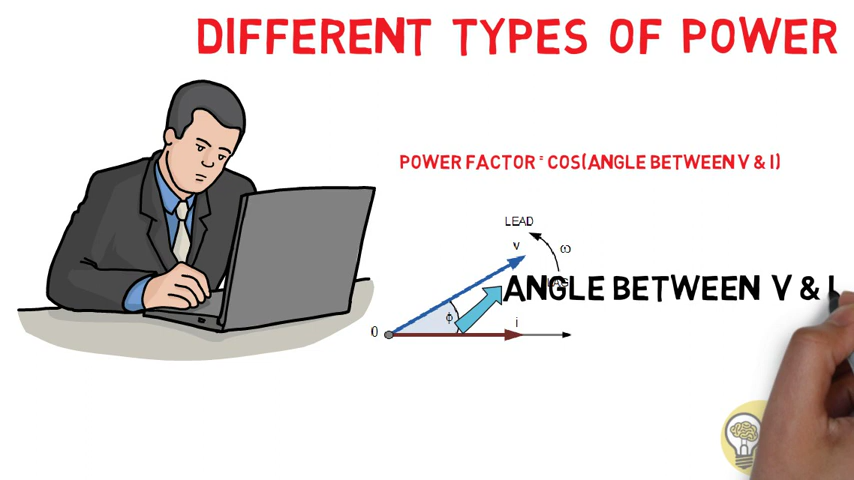 DIFFERENT TYPES OF POWER
POWER FACTOR = COS(ANGLE BETWEEN V & I)
LEAD
V
ω
ANGLE BETWEEN V & I
ϕ
i
0